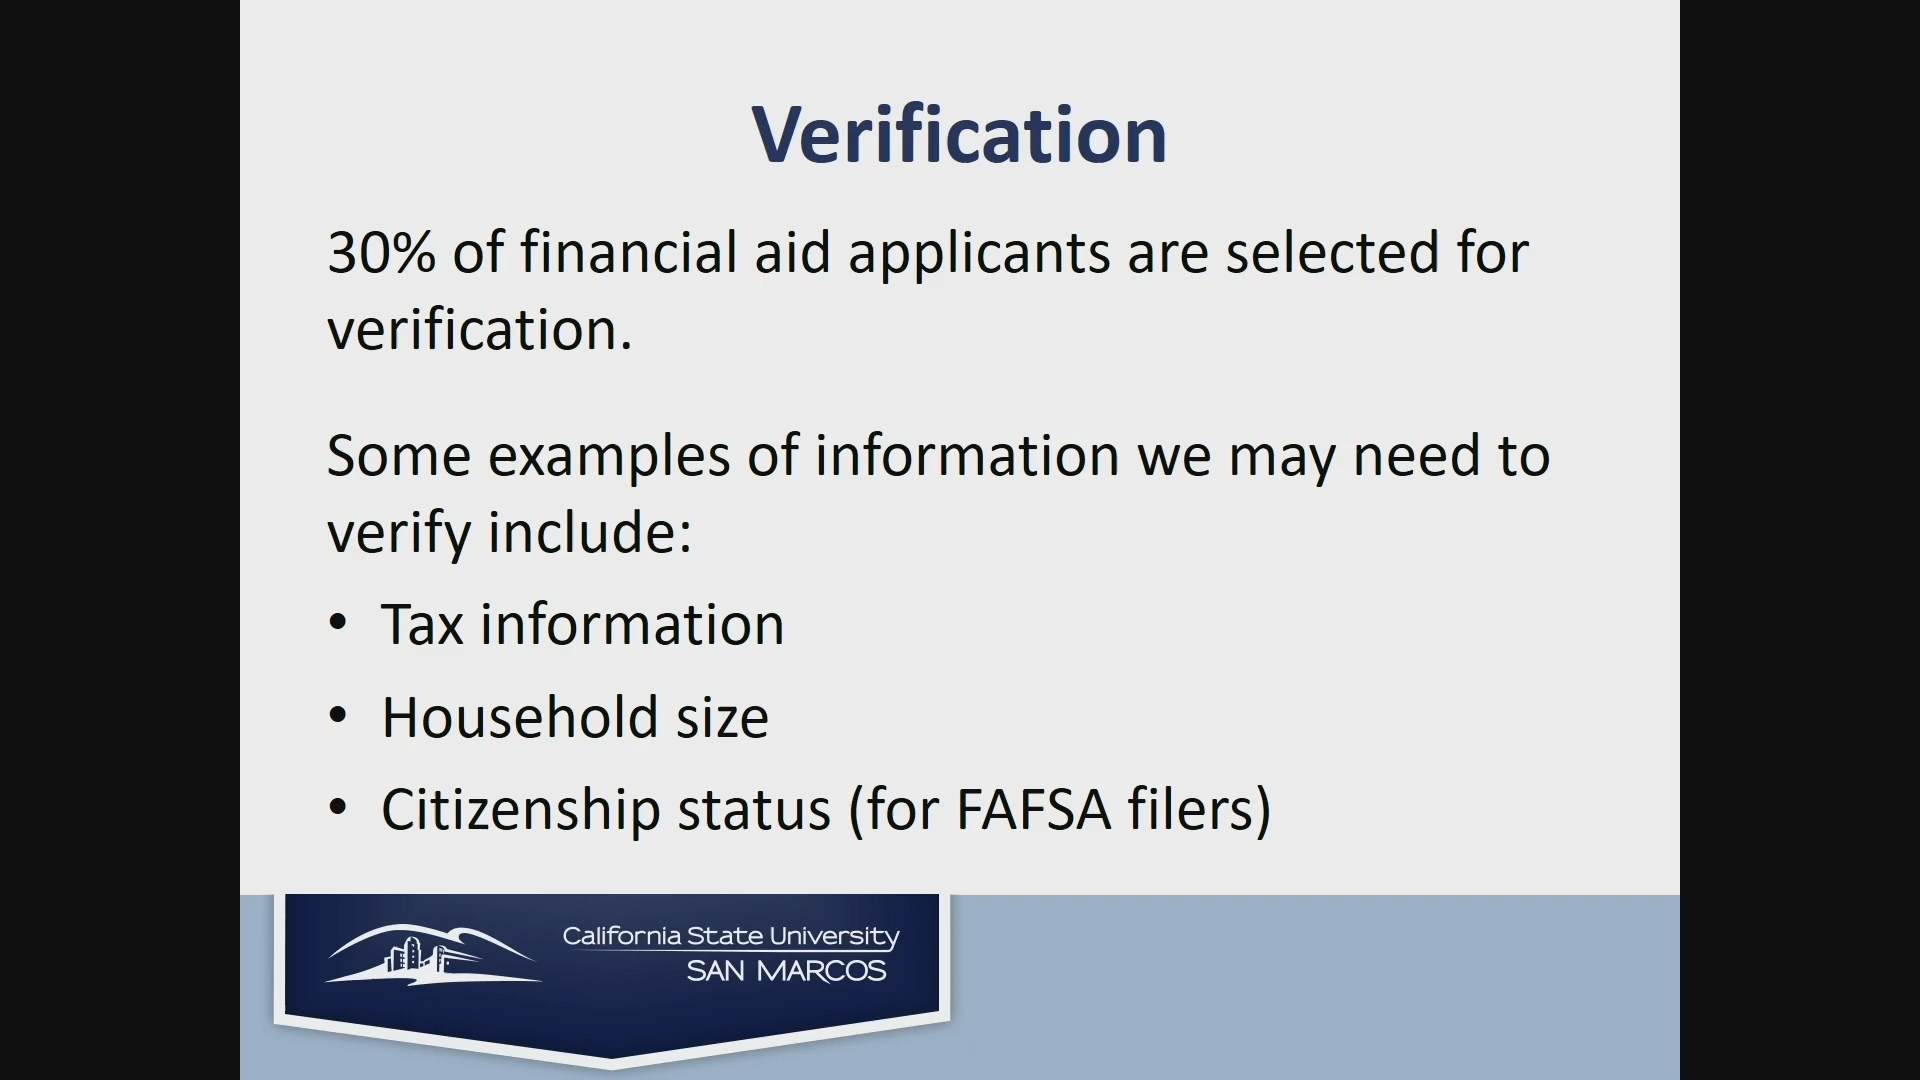 Verification
30% of financial aid applicants are selected for
verification.
Some examples of information we may need to
verify include:
• Tax information
• Household size
• Citizenship status (for FAFSA filers)
California State University
SAN MARCOS